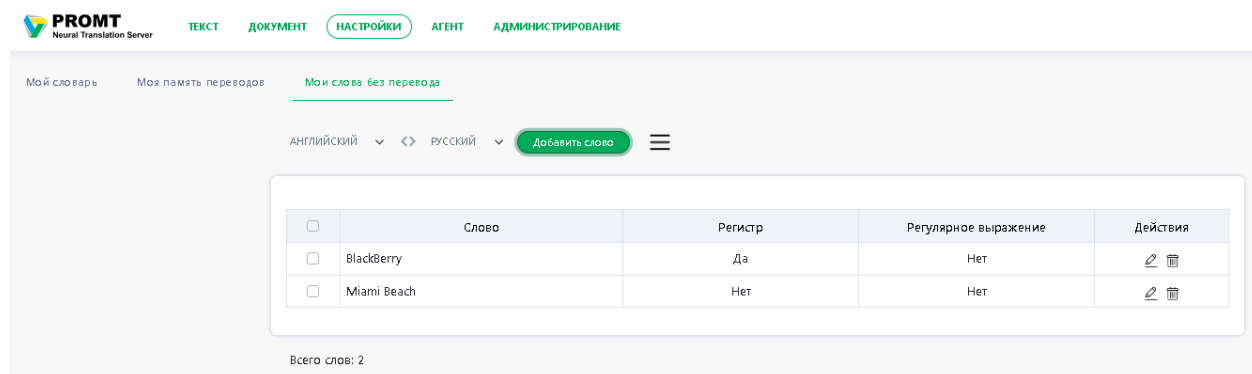 PROMT
Neural Translation Server
ТЕКСТ ДОКУМЕНТ НАСТРОЙКИ АГЕНТ АДМИНИСТРИРОВАНИЕ
Мой словарь Моя память переводов Мои слова без перевода
АНГЛИЙСКИЙ РУССКИЙ Добавить слово
Слово Регистр Регулярное выражение Действия
BlackBerry Да Нет
Miami Beach Нет Нет
Всего слов: 2